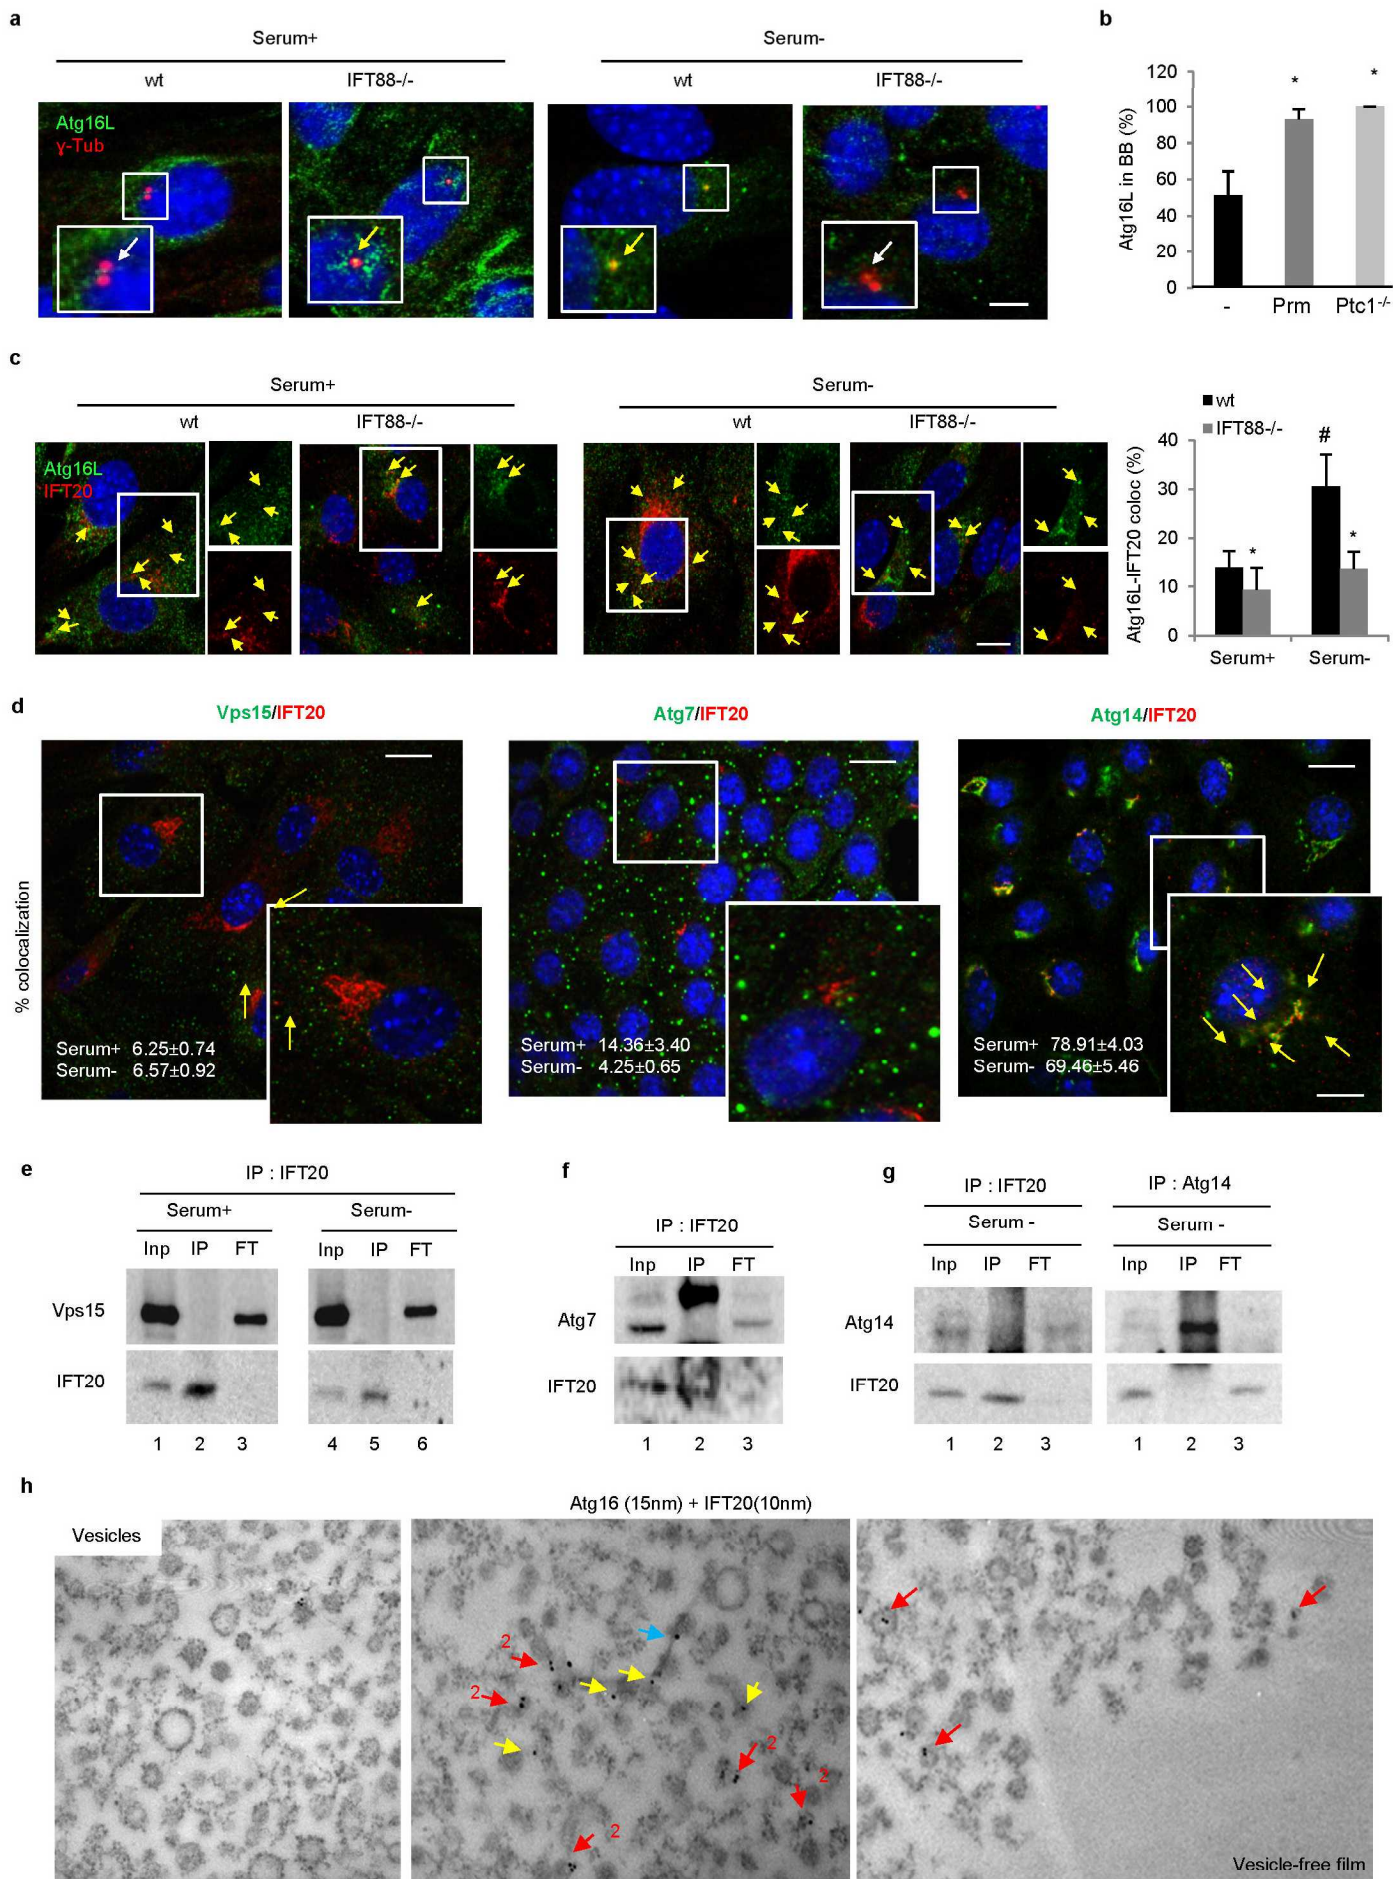 a
Serum+
Serum-
wt
IFT88-/-
wt
IFT88-/-
Atg16L
γ-Tub
b
Atg16L in BB (%)
120
100
80
60
40
20
0
*
*
-
Prm
Ptc1-/-
c
Serum+
Serum-
wt
IFT88-/-
wt
IFT88-/-
Atg16L
IFT20
wt
IFT88-/-
Atg16L-IFT20 coloc (%)
40
30
20
10
0
*
#
*
Serum+
Serum-
d
Vps15/IFT20
Atg7/IFT20
Atg14/IFT20
% colocalization
Serum+ 6.25±0.74
Serum- 6.57±0.92
Serum+ 14.36±3.40
Serum- 4.25±0.65
Serum+ 78.91±4.03
Serum- 69.46±5.46
e
IP : IFT20
Serum+
Serum-
Inp IP FT
Inp IP FT
Vps15
IFT20
1 2 3
4 5 6
f
IP : IFT20
Inp IP FT
Atg7
IFT20
1 2 3
g
IP : IFT20
IP : Atg14
Serum -
Serum -
Inp IP FT
Inp IP FT
Atg14
IFT20
1 2 3
1 2 3
h
Atg16 (15nm) + IFT20(10nm)
Vesicles
2
2
2
2
2
Vesicle-free film